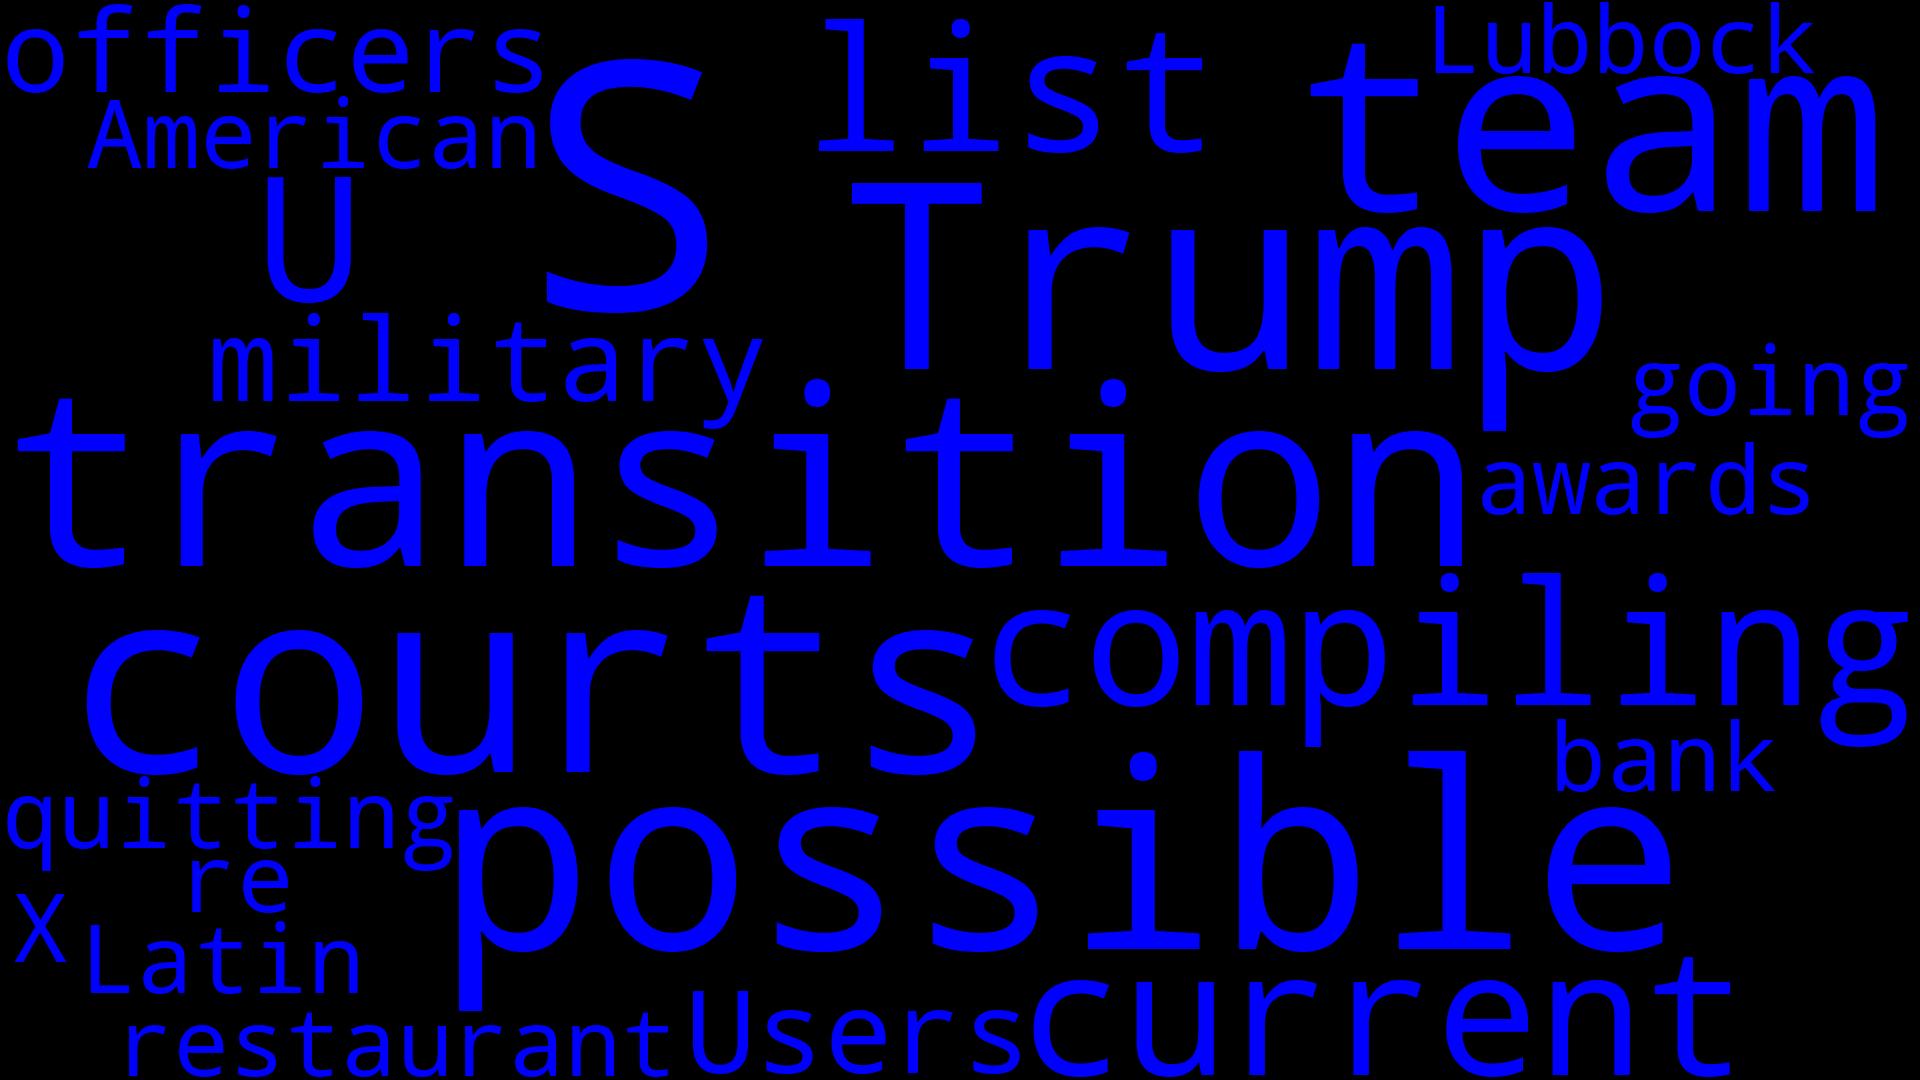 officers
list
Lubbock
team
American
S
U
Trump
military
going
transition
awards
courts
compiling
bank
quitting
possible
re
X
Latin
current
restaurant
Users